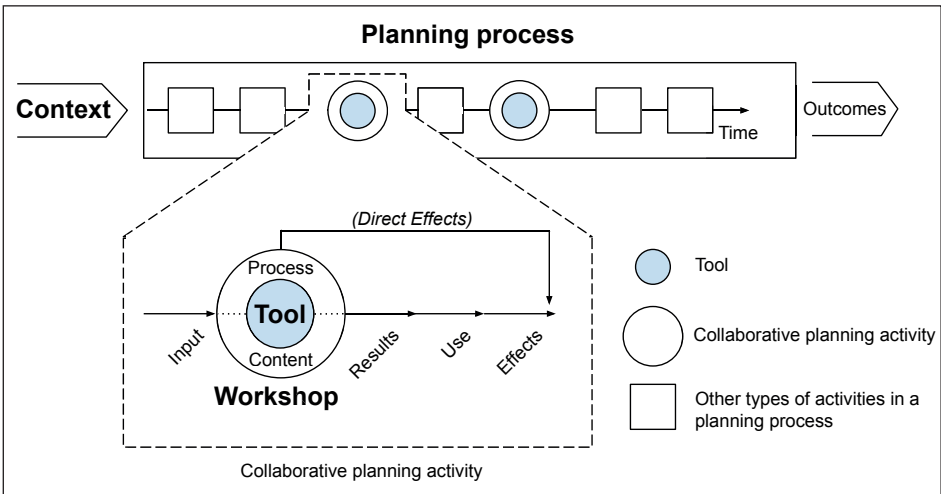 Planning process
Context
Time
Outcomes
(Direct Effects)
Process
Tool
Content
Workshop
Input
Results
Use
Effects
Collaborative planning activity
Tool
Collaborative planning activity
Other types of activities in a
planning process